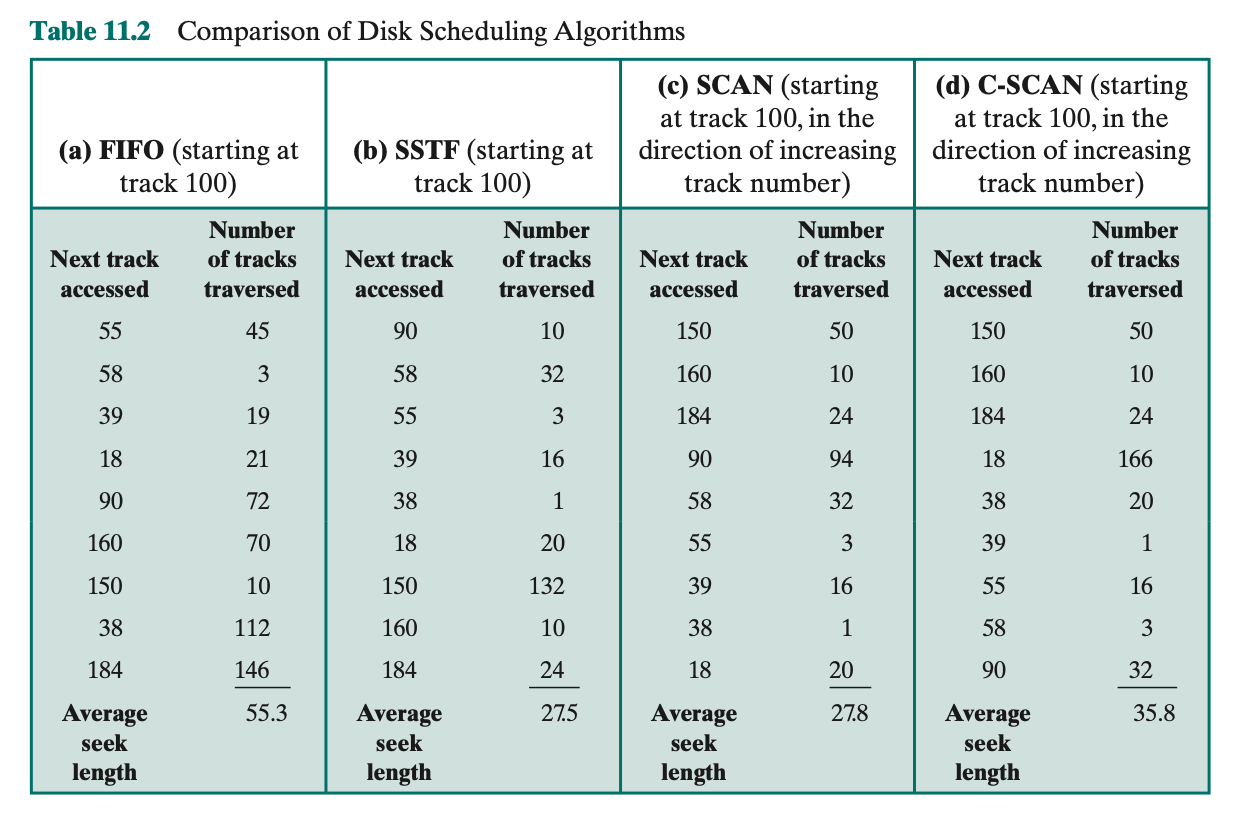 Table 11.2 Comparison of Disk Scheduling Algorithms
(a) FIFO (starting at
track 100)
(b) SSTF (starting at
track 100)
(c) SCAN (starting
at track 100, in the
direction of increasing
track number)
(d) C-SCAN (starting
at track 100, in the
direction of increasing
track number)
Next track
accessed
Number
of tracks
traversed
Next track
accessed
Number
of tracks
traversed
Next track
accessed
Number
of tracks
traversed
Next track
accessed
Number
of tracks
traversed
55 45 90 10 150 50 150 50
58 3 58 32 160 10 160 10
39 19 55 3 184 24 184 24
18 21 39 16 90 94 18 166
90 72 38 1 58 32 38 20
160 70 18 20 55 3 39 1
150 10 150 132 39 16 55 16
38 112 160 10 38 1 58 3
184 146 184 24 18 20 90 32
Average
seek
length
55.3
Average
seek
length
27.5
Average
seek
length
27.8
Average
seek
length
35.8